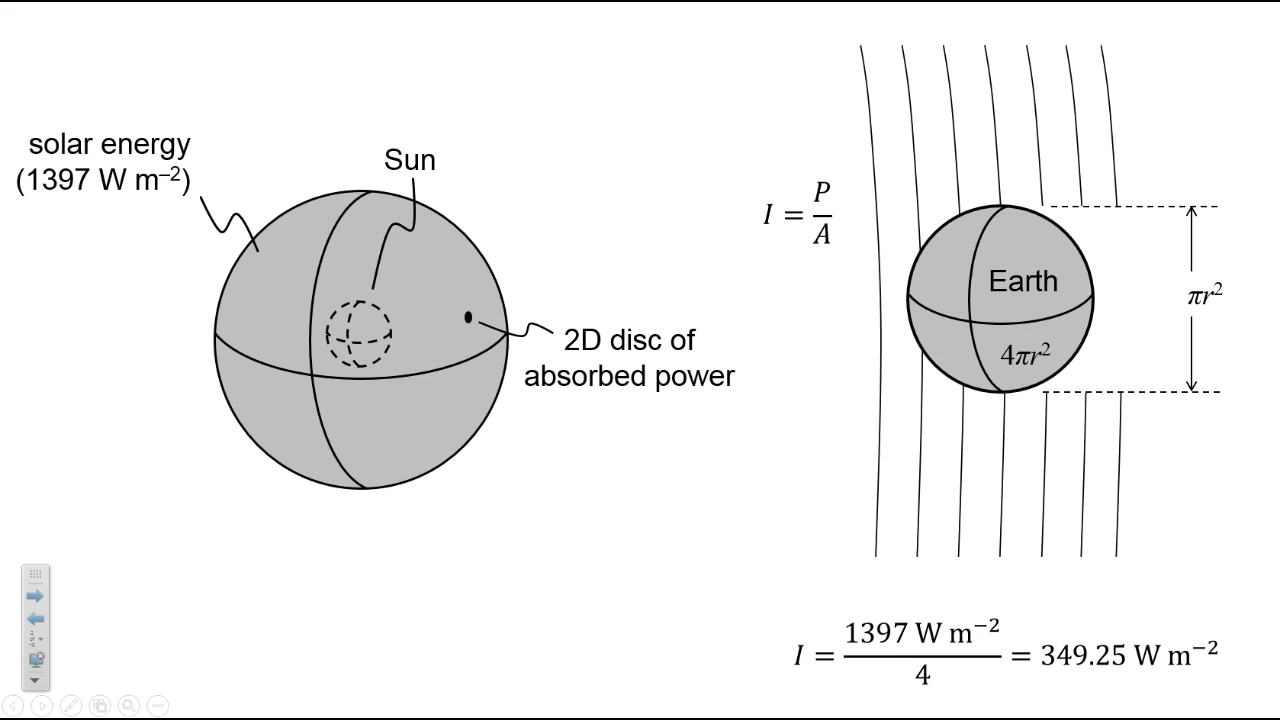 solar energy
(1397 W m⁻²)
Sun
2D disc of
absorbed power
I = P/A
Earth
4πr²
πr²
I = 1397 W m⁻² / 4 = 349.25 W m⁻²